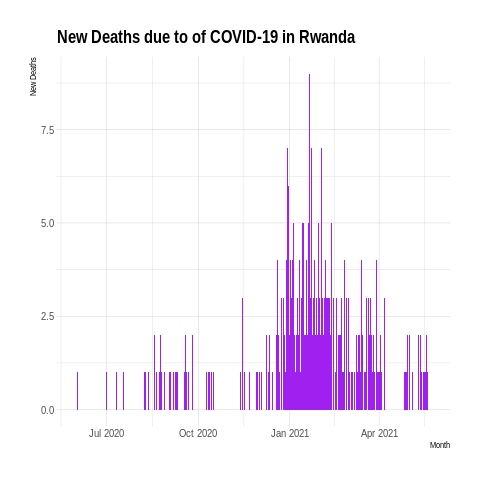 New Deaths due to of COVID-19 in Rwanda
New Deaths
7.5
5.0
2.5
0.0
Jul 2020 Oct 2020 Jan 2021 Apr 2021
Month